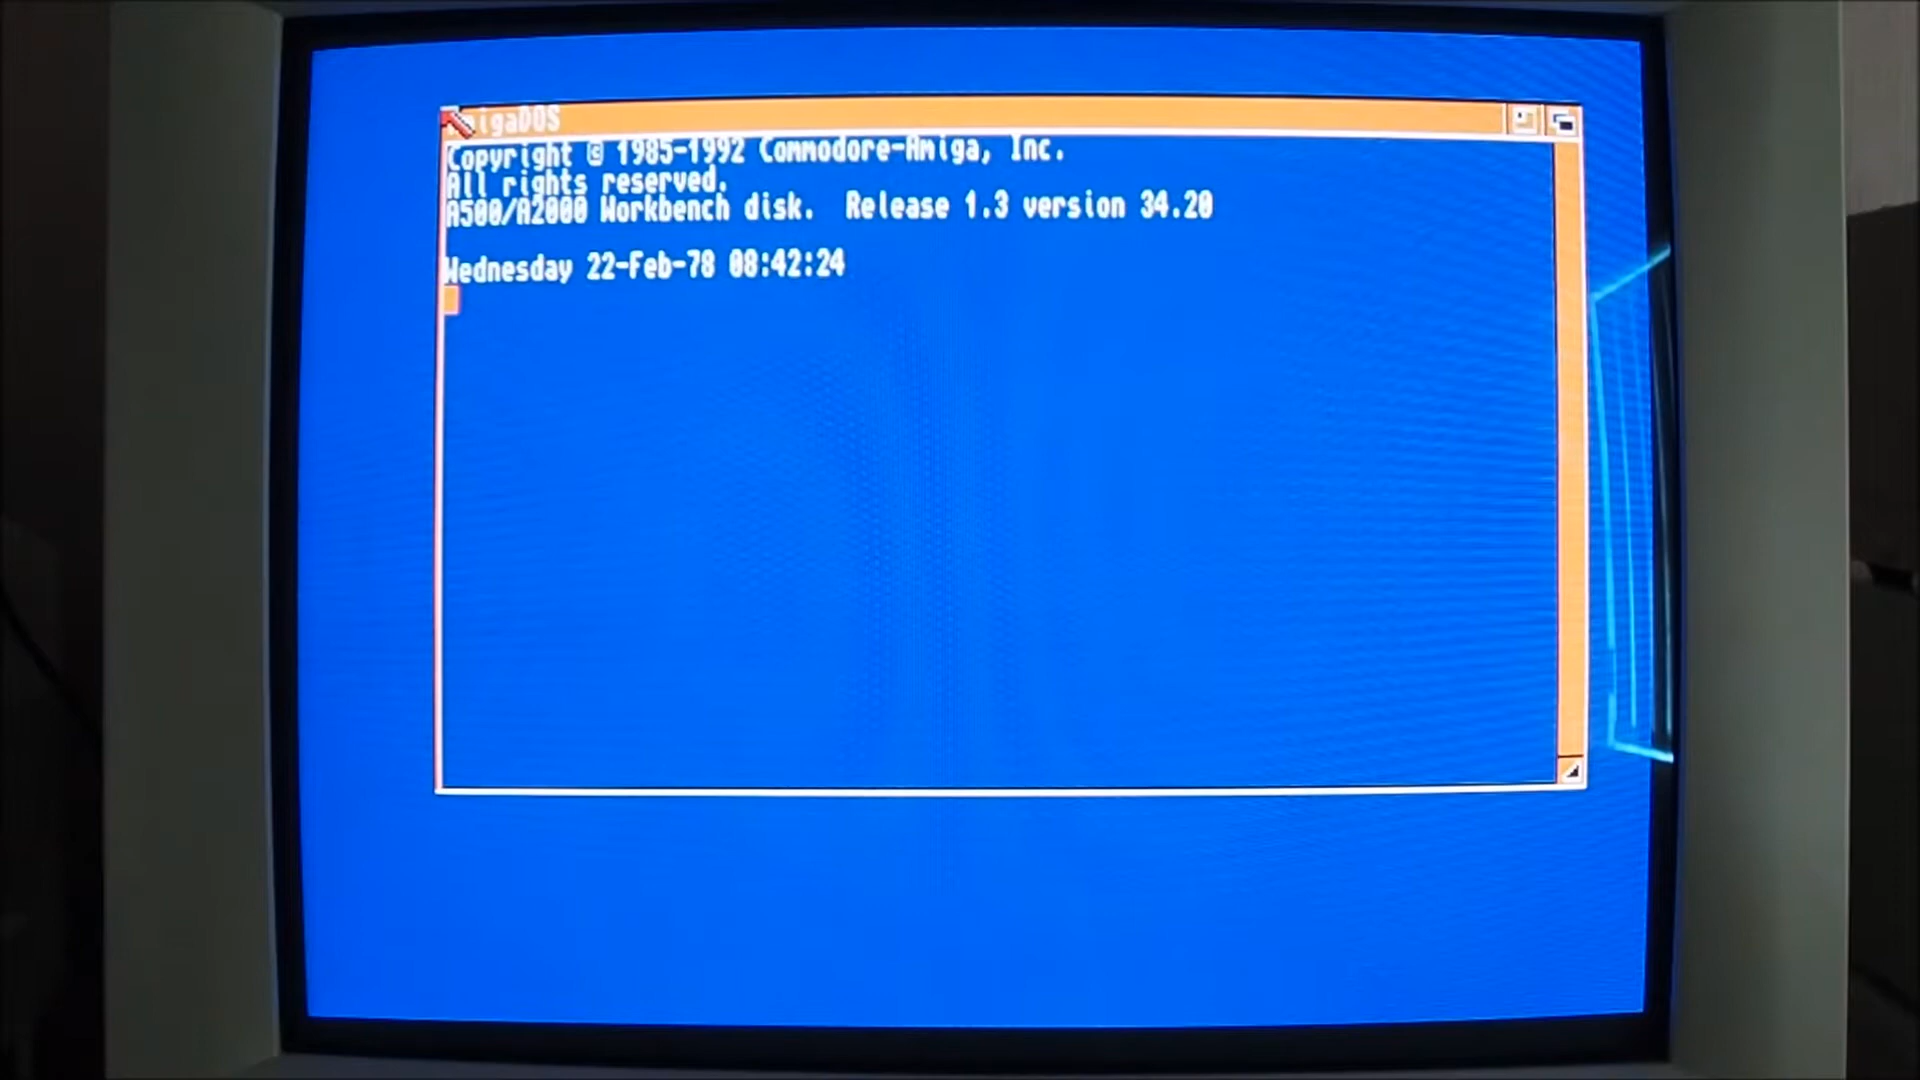 AmigaDOS
Copyright © 1985-1992 Commodore-Amiga, Inc.
All rights reserved.
A500/A2000 Workbench disk.  Release 1.3 version 34.20
Wednesday 22-Feb-78 08:42:24